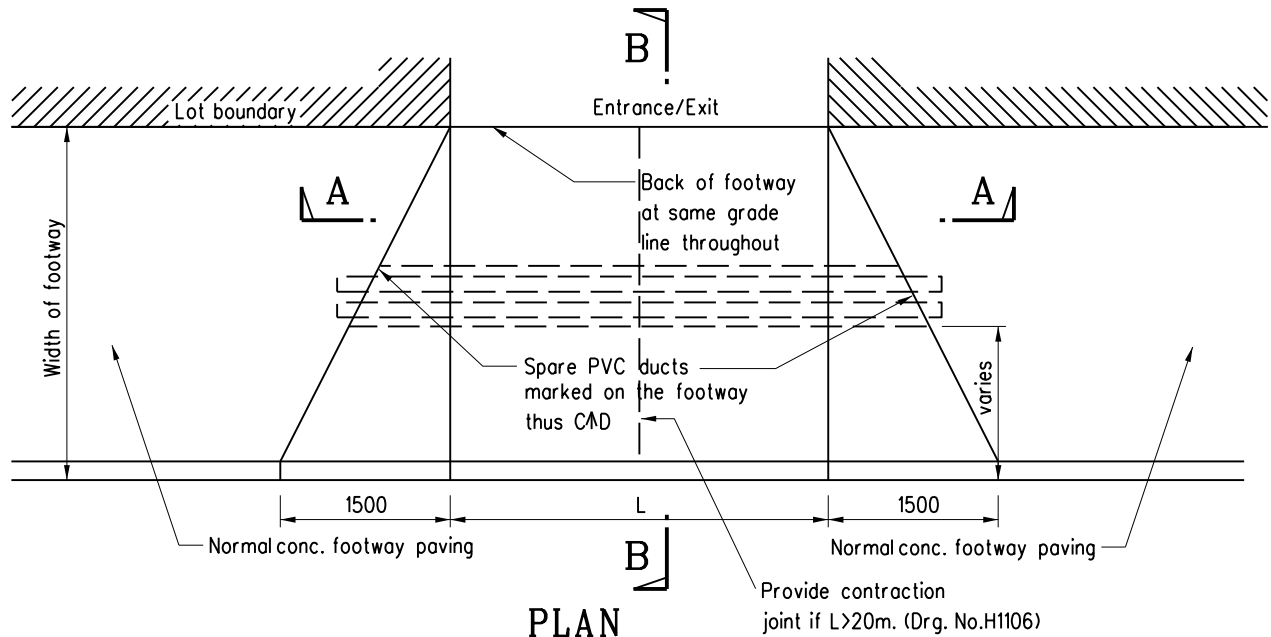 B
Lot boundary
Entrance/Exit
A
Back of footway
at same grade
line throughout
A
Width of footway
Spare PVC ducts
marked on the footway
thus C↑D
varies
1500
L
1500
Normal conc. footway paving
B
Normal conc. footway paving
Provide contraction
joint if L>20m. (Drg. No.H1106)
PLAN